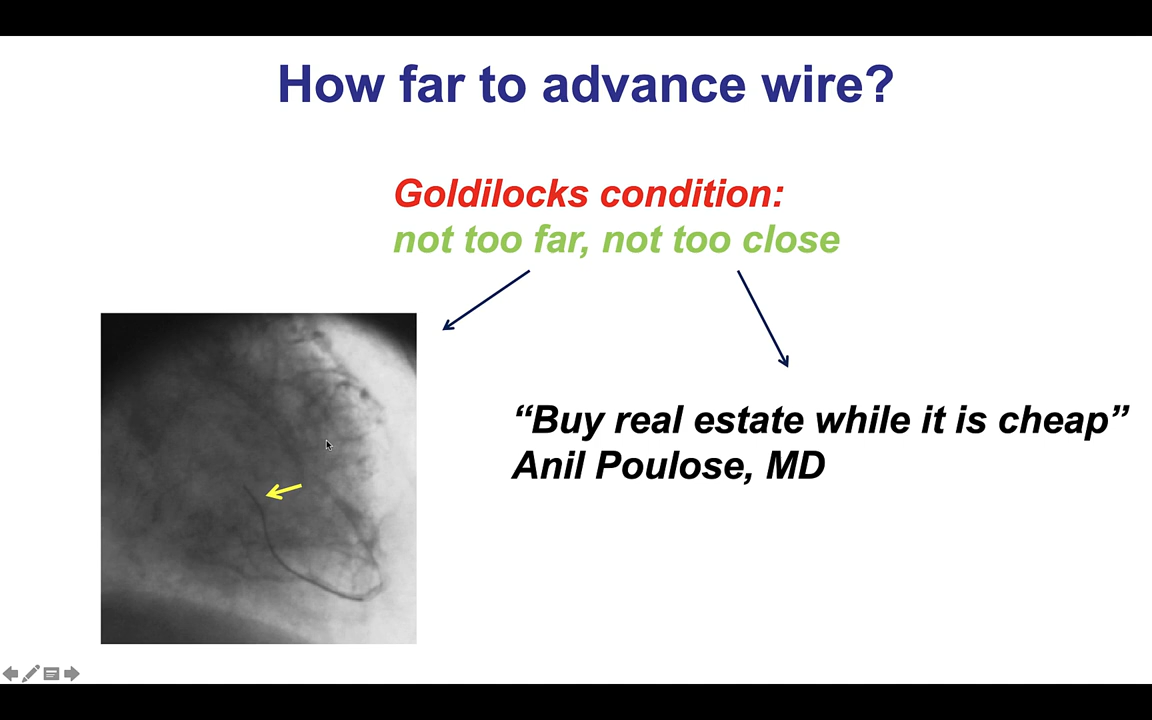 How far to advance wire?
Goldilocks condition:
not too far, not too close
“Buy real estate while it is cheap”
Anil Poulose, MD